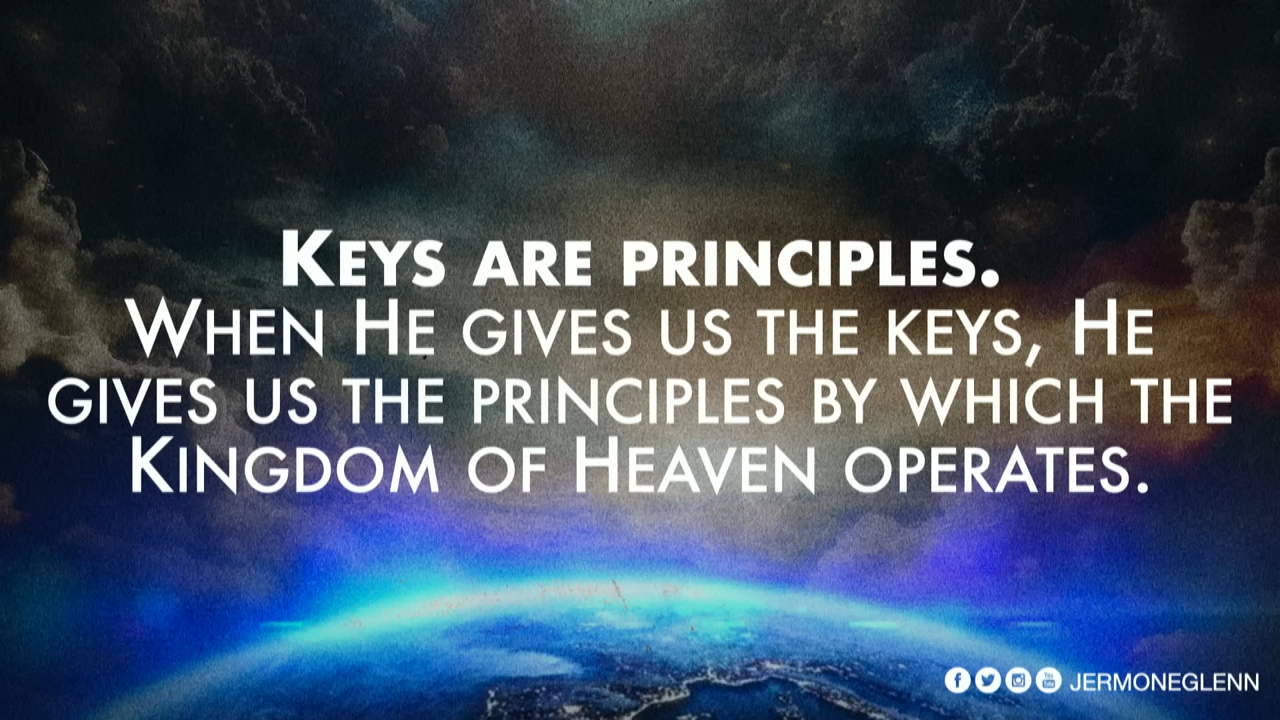 Keys are principles.
When He gives us the keys, He
gives us the principles by which the
Kingdom of Heaven operates.
JERMONEGLENN